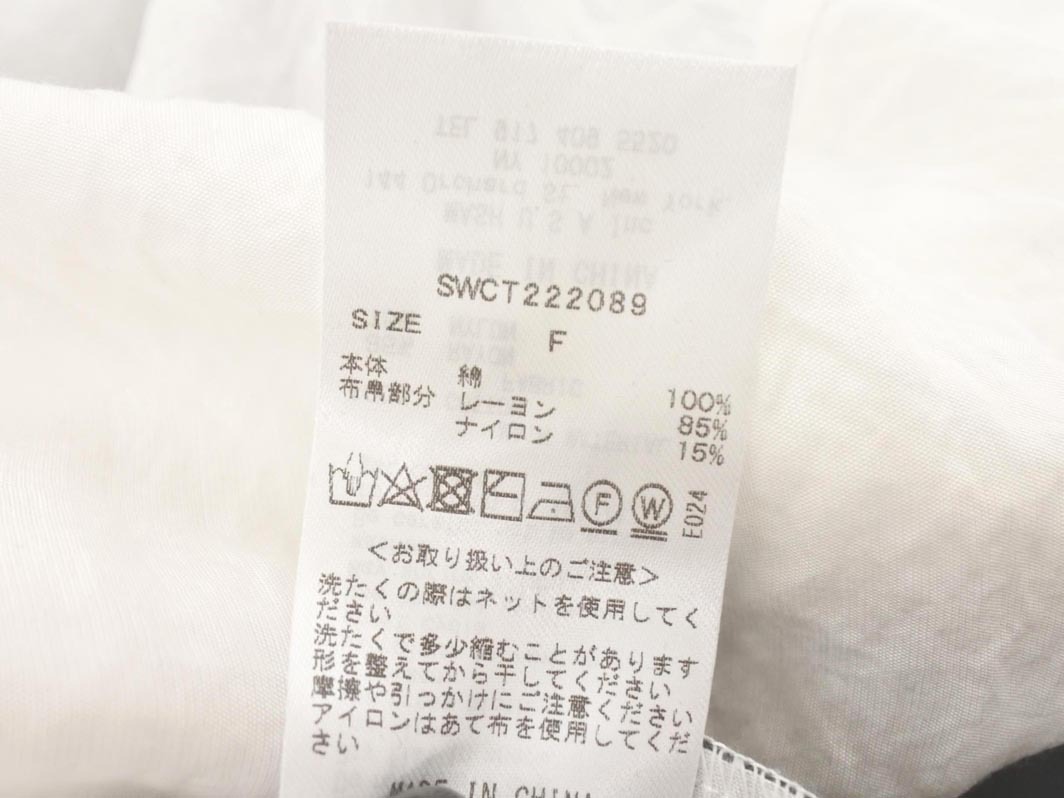 SWCT222089
SIZE F
本体 綿 100%
布帛部分 レーヨン 85%
ナイロン 15%
F W E024
<お取り扱い上のご注意>
洗たくの際はネットを使用してく
ださい
洗たくで多少縮むことがあります
形を整えてから干してください
摩擦や引っかけにご注意ください
アイロンはあて布を使用してくだ
さい
MADE IN CHINA